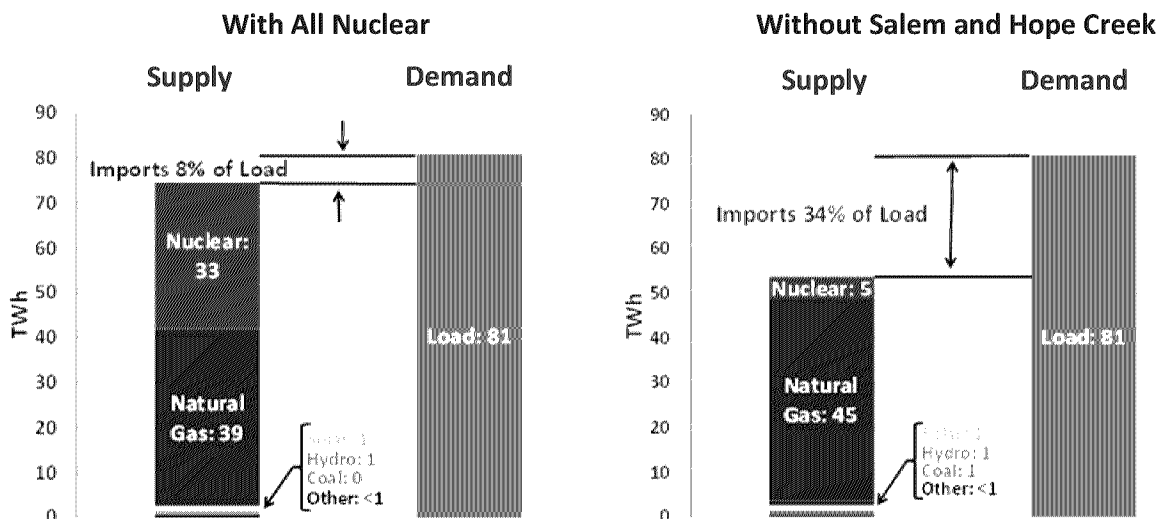 With All Nuclear
Supply
Demand
TWh
90
80
70
60
50
40
30
20
10
0
Imports 8% of Load
Nuclear:
33
Natural
Gas: 39
Load: 81
Hydro: 1
Coal: 0
Other: <1
Without Salem and Hope Creek
Supply
Demand
TWh
90
80
70
60
50
40
30
20
10
0
Imports 34% of Load
Nuclear: 5
Natural
Gas: 45
Load: 81
Hydro: 1
Coal: 1
Other: <1